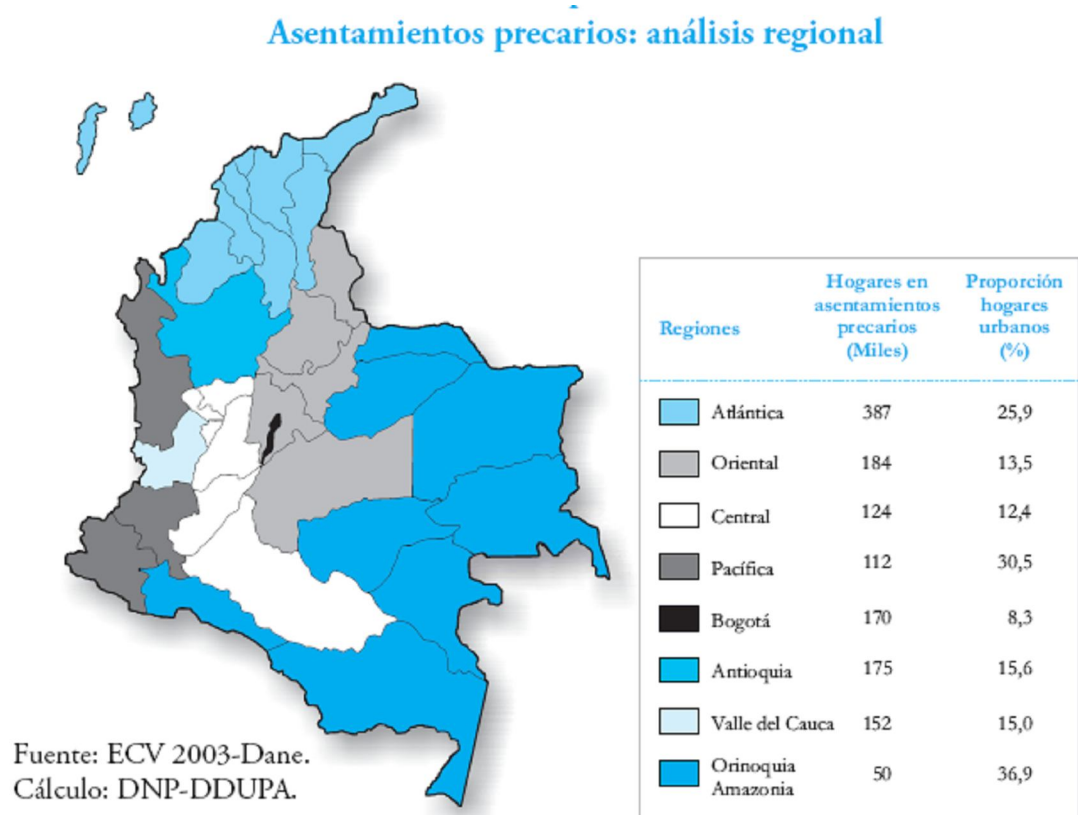 Asentamientos precarios: análisis regional
Regiones
Hogares en
asentamientos
precarios
(Miles)
Proporción
hogares
urbanos
(%)
Atlántica 387 25,9
Oriental 184 13,5
Central 124 12,4
Pacífica 112 30,5
Bogotá 170 8,3
Antioquia 175 15,6
Valle del Cauca 152 15,0
Orinoquia
Amazonia 50 36,9
Fuente: ECV 2003-Dane.
Cálculo: DNP-DDUPA.